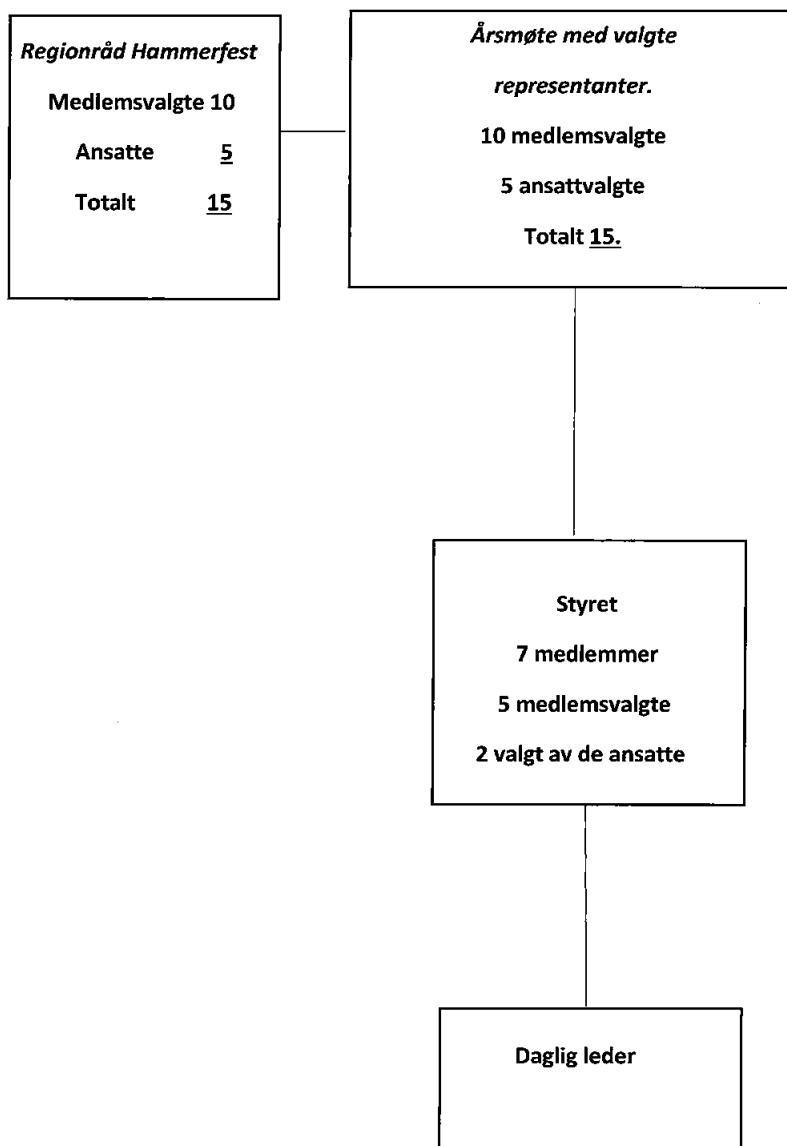 Regionråd Hammerfest
Medlemsvalgte 10
Ansatte 5
Totalt 15
Årsmøte med valgte
representanter.
10 medlemsvalgte
5 ansattvalgte
Totalt 15.
Styret
7 medlemmer
5 medlemsvalgte
2 valgt av de ansatte
Daglig leder